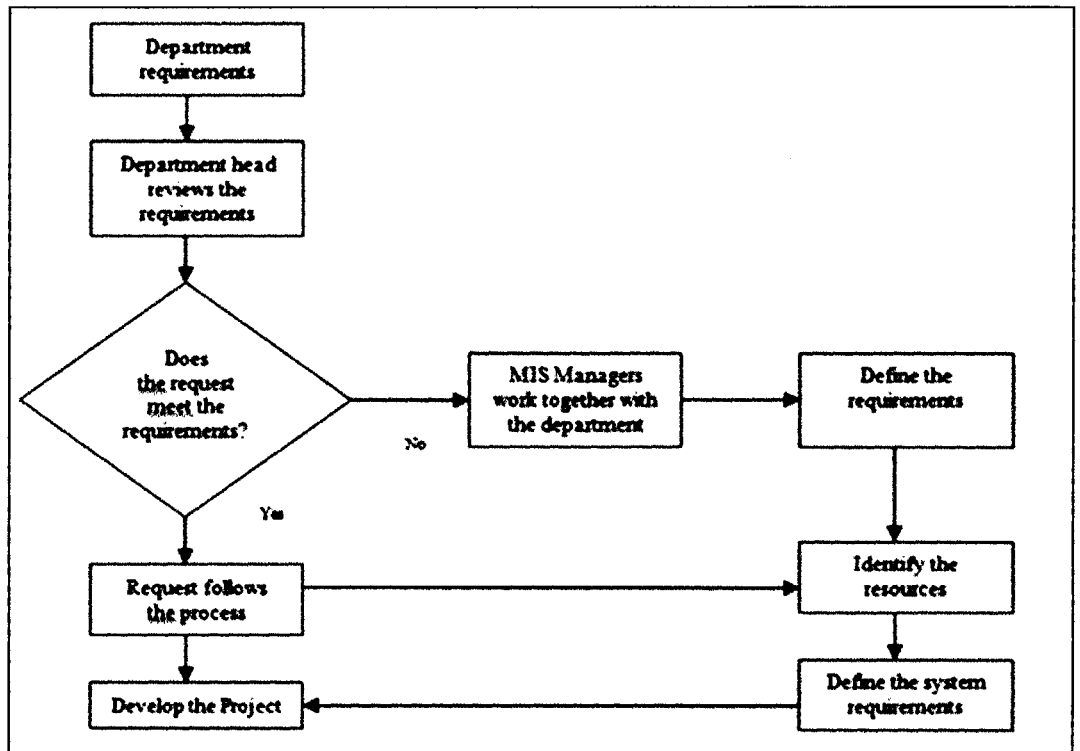 Department
requirements
Department head
reviews the
requirements
Does
the request
meet the
requirements?
MIS Managers
work together with
the department
Define the
requirements
No
Yes
Request follows
the process
Identify the
resources
Develop the Project
Define the system
requirements